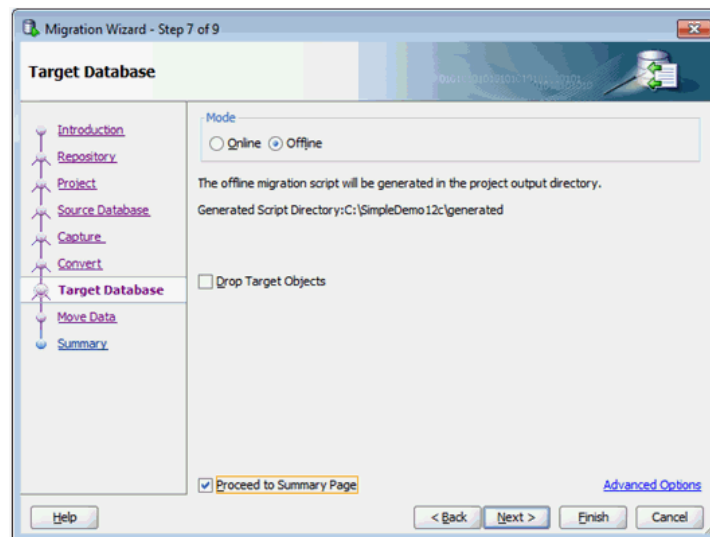 Migration Wizard - Step 7 of 9
Target Database
Introduction
Repository
Project
Source Database
Capture
Convert
Target Database
Move Data
Summary
Mode
Online Offline
The offline migration script will be generated in the project output directory.
Generated Script Directory:C:\SimpleDemo12c\generated
Drop Target Objects
Proceed to Summary Page
Advanced Options
Help
< Back Next > Finish Cancel